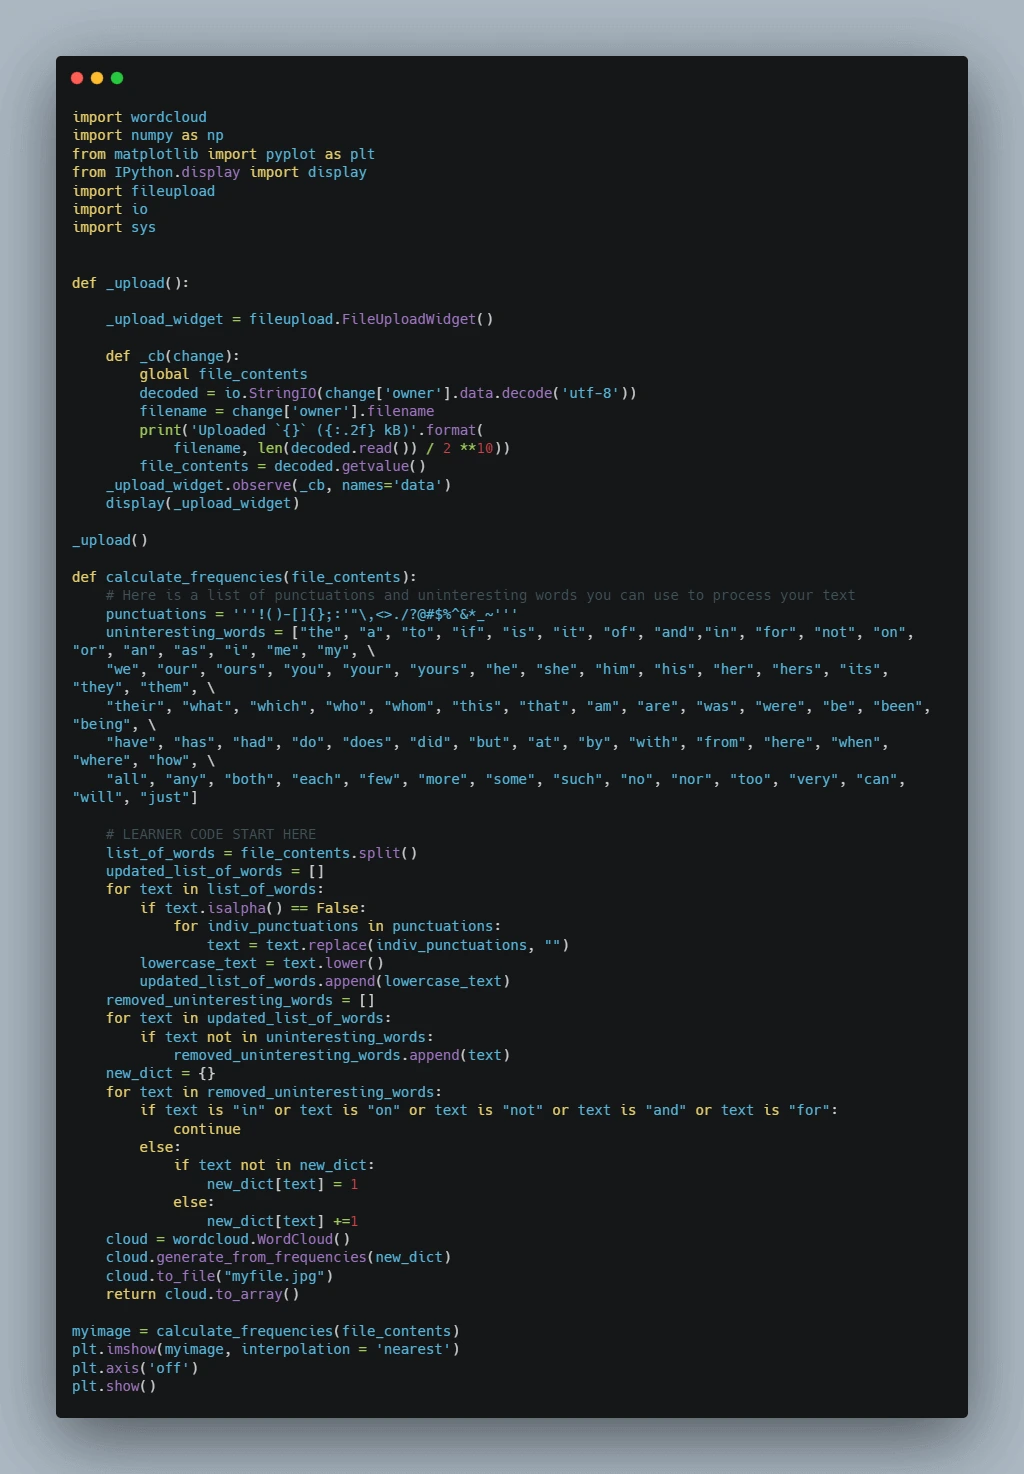 import wordcloud
import numpy as np
from matplotlib import pyplot as plt
from IPython.display import display
import fileupload
import io
import sys


def _upload():

    _upload_widget = fileupload.FileUploadWidget()

    def _cb(change):
        global file_contents
        decoded = io.StringIO(change['owner'].data.decode('utf-8'))
        filename = change['owner'].filename
        print('Uploaded `{}` ({:.2f} kB)'.format(
            filename, len(decoded.read()) / 2 **10))
        file_contents = decoded.getvalue()
    _upload_widget.observe(_cb, names='data')
    display(_upload_widget)

_upload()

def calculate_frequencies(file_contents):
    # Here is a list of punctuations and uninteresting words you can use to process your text
    punctuations = '''!()-[]{};:'"\,<>./?@#$%^&*_~'''
    uninteresting_words = ["the", "a", "to", "if", "is", "it", "of", "and","in", "for", "not", "on",
"or", "an", "as", "i", "me", "my", \
    "we", "our", "ours", "you", "your", "yours", "he", "she", "him", "his", "her", "hers", "its",
"they", "them", \
    "their", "what", "which", "who", "whom", "this", "that", "am", "are", "was", "were", "be", "been",
"being", \
    "have", "has", "had", "do", "does", "did", "but", "at", "by", "with", "from", "here", "when",
"where", "how", \
    "all", "any", "both", "each", "few", "more", "some", "such", "no", "nor", "too", "very", "can",
"will", "just"]

    # LEARNER CODE START HERE
    list_of_words = file_contents.split()
    updated_list_of_words = []
    for text in list_of_words:
        if text.isalpha() == False:
            for indiv_punctuations in punctuations:
                text = text.replace(indiv_punctuations, "")
        lowercase_text = text.lower()
        updated_list_of_words.append(lowercase_text)
    removed_uninteresting_words = []
    for text in updated_list_of_words:
        if text not in uninteresting_words:
            removed_uninteresting_words.append(text)
    new_dict = {}
    for text in removed_uninteresting_words:
        if text is "in" or text is "on" or text is "not" or text is "and" or text is "for":
            continue
        else:
            if text not in new_dict:
                new_dict[text] = 1
            else:
                new_dict[text] +=1
    cloud = wordcloud.WordCloud()
    cloud.generate_from_frequencies(new_dict)
    cloud.to_file("myfile.jpg")
    return cloud.to_array()

myimage = calculate_frequencies(file_contents)
plt.imshow(myimage, interpolation = 'nearest')
plt.axis('off')
plt.show()